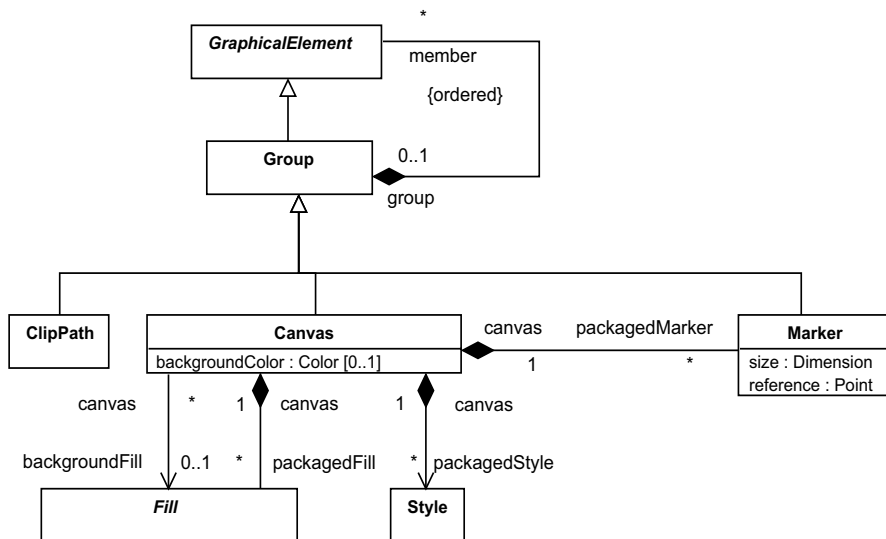 *
GraphicalElement
member
{ordered}
Group
0..1
group
ClipPath
Canvas
backgroundColor : Color [0..1]
canvas
packagedMarker
1
*
Marker
size : Dimension
reference : Point
canvas
*
1
canvas
1
canvas
backgroundFill
0..1
*
packagedFill
*
packagedStyle
Fill
Style